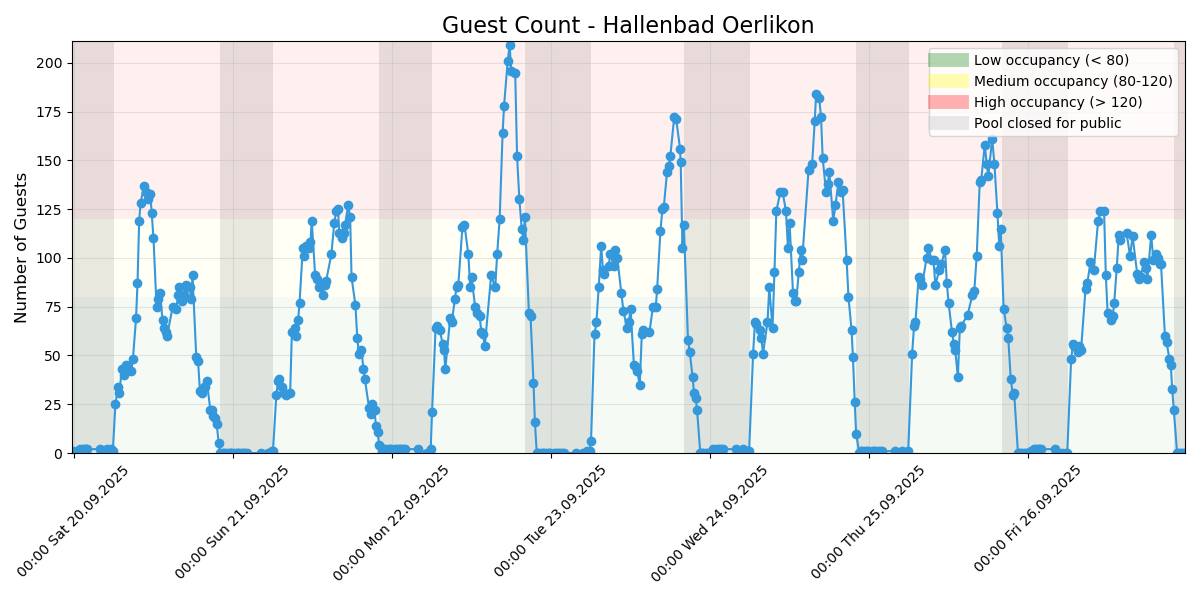 Guest Count - Hallenbad Oerlikon
Number of Guests
200
175
150
125
100
75
50
25
0
Low occupancy (< 80)
Medium occupancy (80-120)
High occupancy (> 120)
Pool closed for public
00:00 Sat 20.09.2025
00:00 Sun 21.09.2025
00:00 Mon 22.09.2025
00:00 Tue 23.09.2025
00:00 Wed 24.09.2025
00:00 Thu 25.09.2025
00:00 Fri 26.09.2025